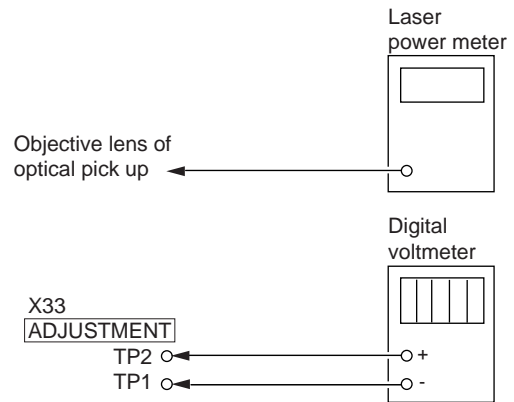 Laser
power meter
Objective lens of
optical pick up
Digital
voltmeter
X33
ADJUSTMENT
TP2
+
TP1
-